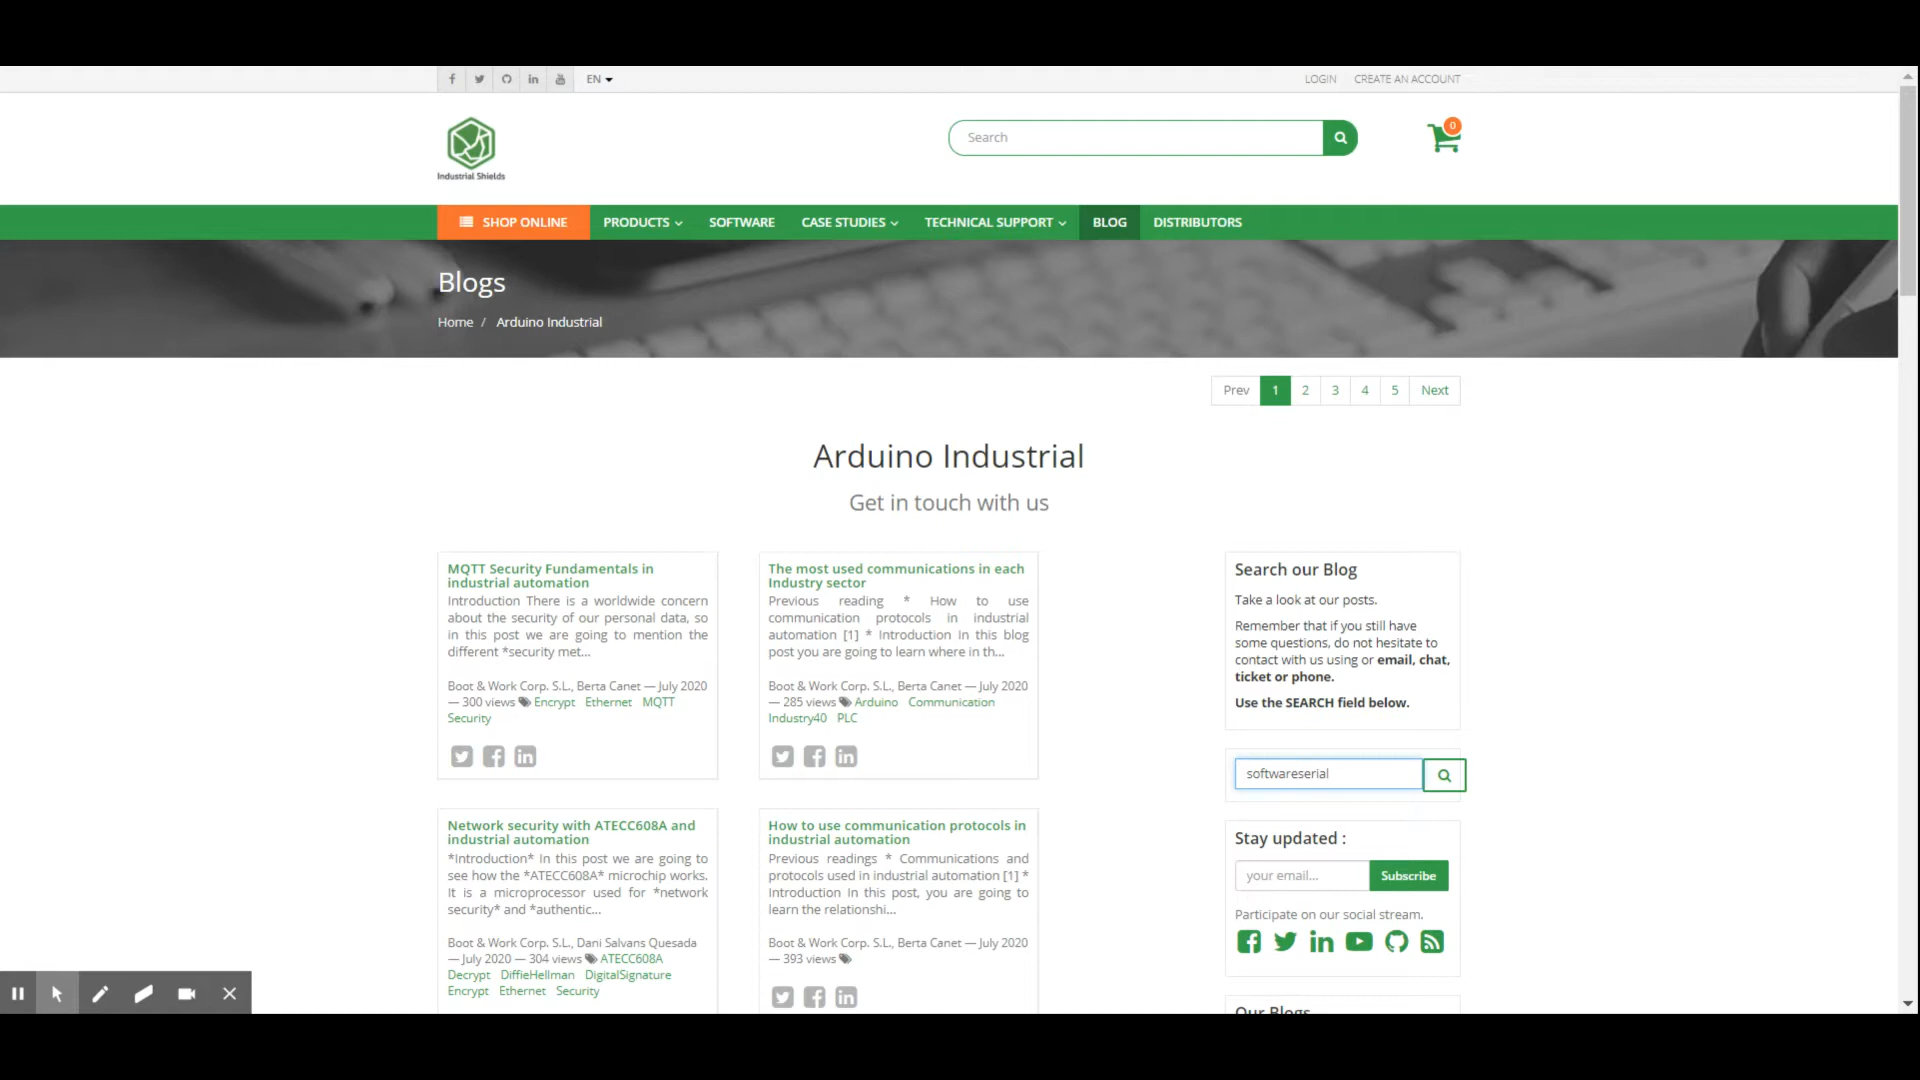 EN
LOGIN CREATE AN ACCOUNT
Industrial Shields
Search
0
SHOP ONLINE PRODUCTS SOFTWARE CASE STUDIES TECHNICAL SUPPORT BLOG DISTRIBUTORS
Blogs
Home / Arduino Industrial
Prev 1 2 3 4 5 Next
Arduino Industrial
Get in touch with us
MQTT Security Fundamentals in
industrial automation
Introduction There is a worldwide concern
about the security of our personal data, so
in this post we are going to mention the
different *security met...
Boot & Work Corp. S.L., Berta Canet — July 2020
— 300 views Encrypt Ethernet MQTT
Security
The most used communications in each
Industry sector
Previous reading * How to use
communication protocols in industrial
automation [1] * Introduction In this blog
post you are going to learn where in th...
Boot & Work Corp. S.L., Berta Canet — July 2020
— 285 views Arduino Communication
Industry40 PLC
Network security with ATECC608A and
industrial automation
*Introduction* In this post we are going to
see how the *ATECC608A* microchip works.
It is a microprocessor used for *network
security* and *authentic...
Boot & Work Corp. S.L., Dani Salvans Quesada
— July 2020 — 304 views ATECC608A
Decrypt DiffieHellman DigitalSignature
Encrypt Ethernet Security
How to use communication protocols in
industrial automation
Previous readings * Communications and
protocols used in industrial automation [1] *
Introduction In this post, you are going to
learn the relationshi...
Boot & Work Corp. S.L., Berta Canet — July 2020
— 393 views
Search our Blog
Take a look at our posts.
Remember that if you still have
some questions, do not hesitate to
contact with us using or email, chat,
ticket or phone.
Use the SEARCH field below.
softwareserial
Stay updated :
your email... Subscribe
Participate on our social stream.
Our Blogs